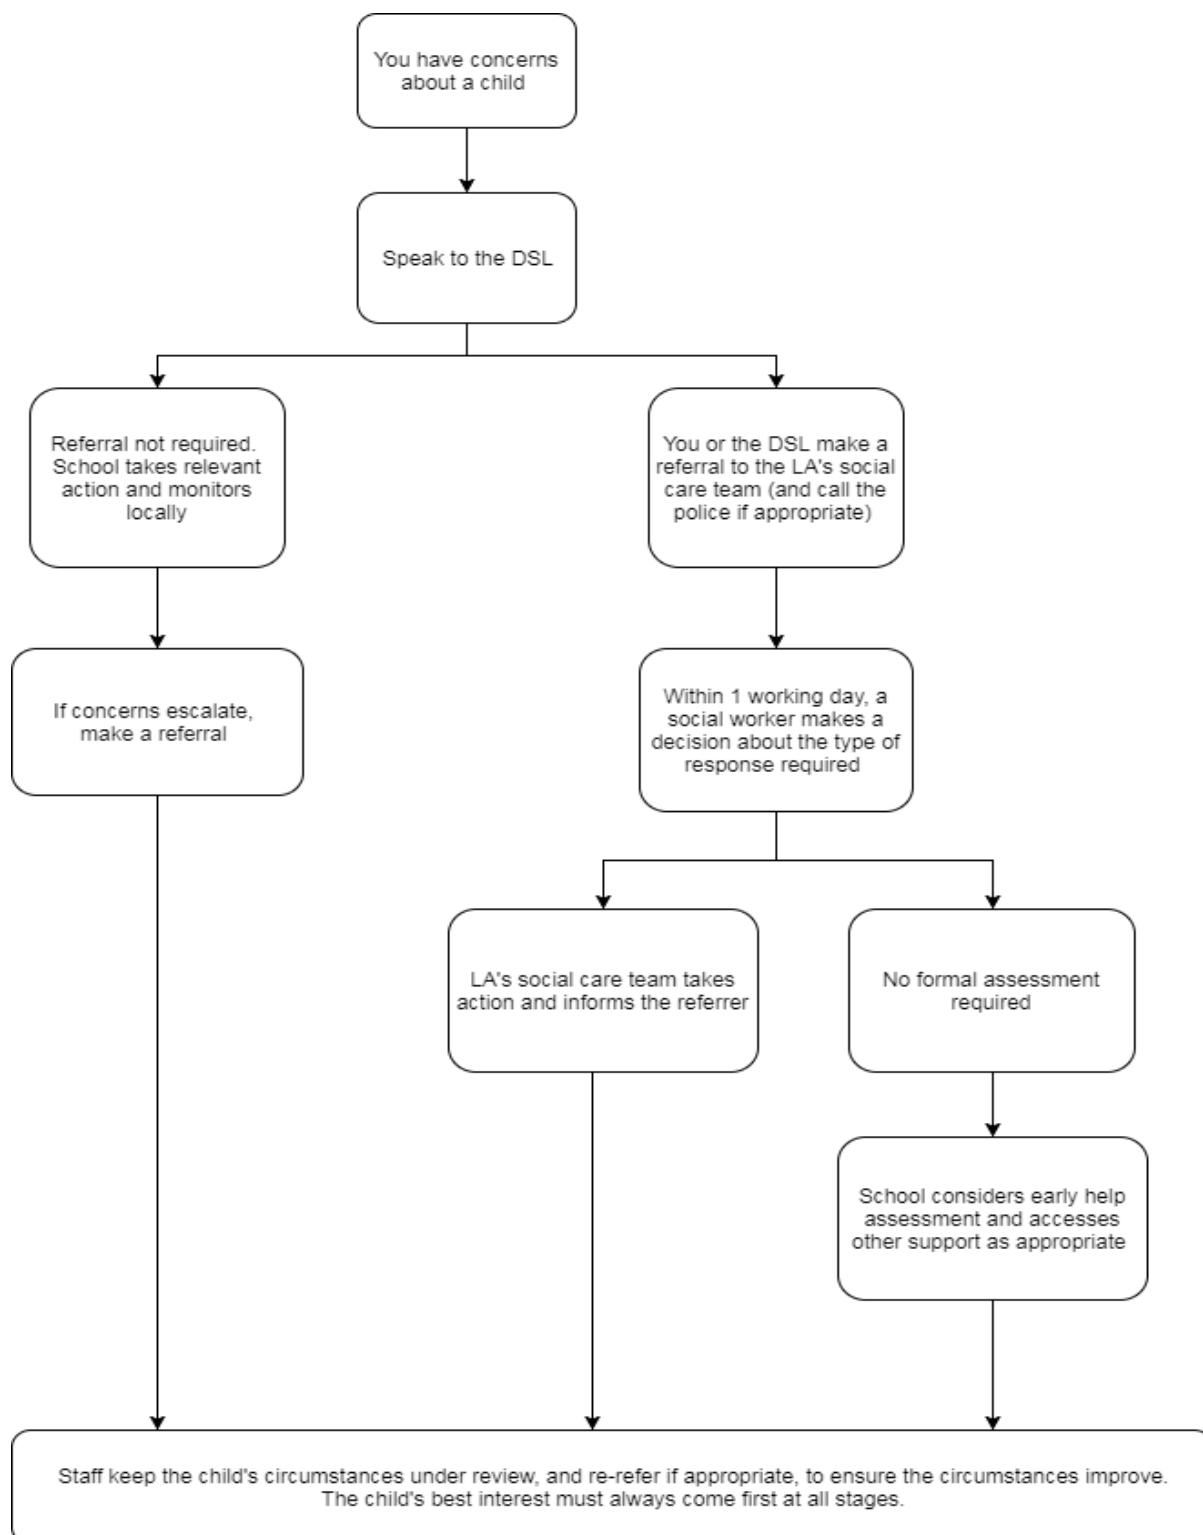 You have concerns
about a child
Speak to the DSL
Referral not required.
School takes relevant
action and monitors
locally
You or the DSL make a
referral to the LA's social
care team (and call the
police if appropriate)
If concerns escalate,
make a referral
Within 1 working day, a
social worker makes a
decision about the type of
response required
LA's social care team takes
action and informs the referrer
No formal assessment
required
School considers early help
assessment and accesses
other support as appropriate
Staff keep the child's circumstances under review, and re-refer if appropriate, to ensure the circumstances improve.
The child's best interest must always come first at all stages.